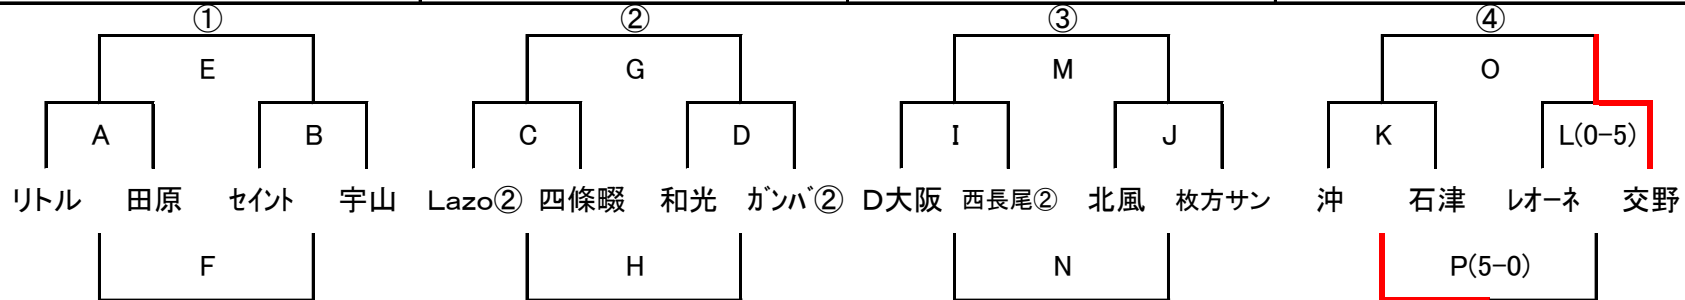 ① ② ③ ④
E G M O
A B C D I J K L(0-5)
リトル 田原 セイント 宇山 Lazo② 四條畷 和光 ガンバ② D大阪 西長尾② 北風 枚方サン 沖 石津 レオーネ 交野
F H N P(5-0)